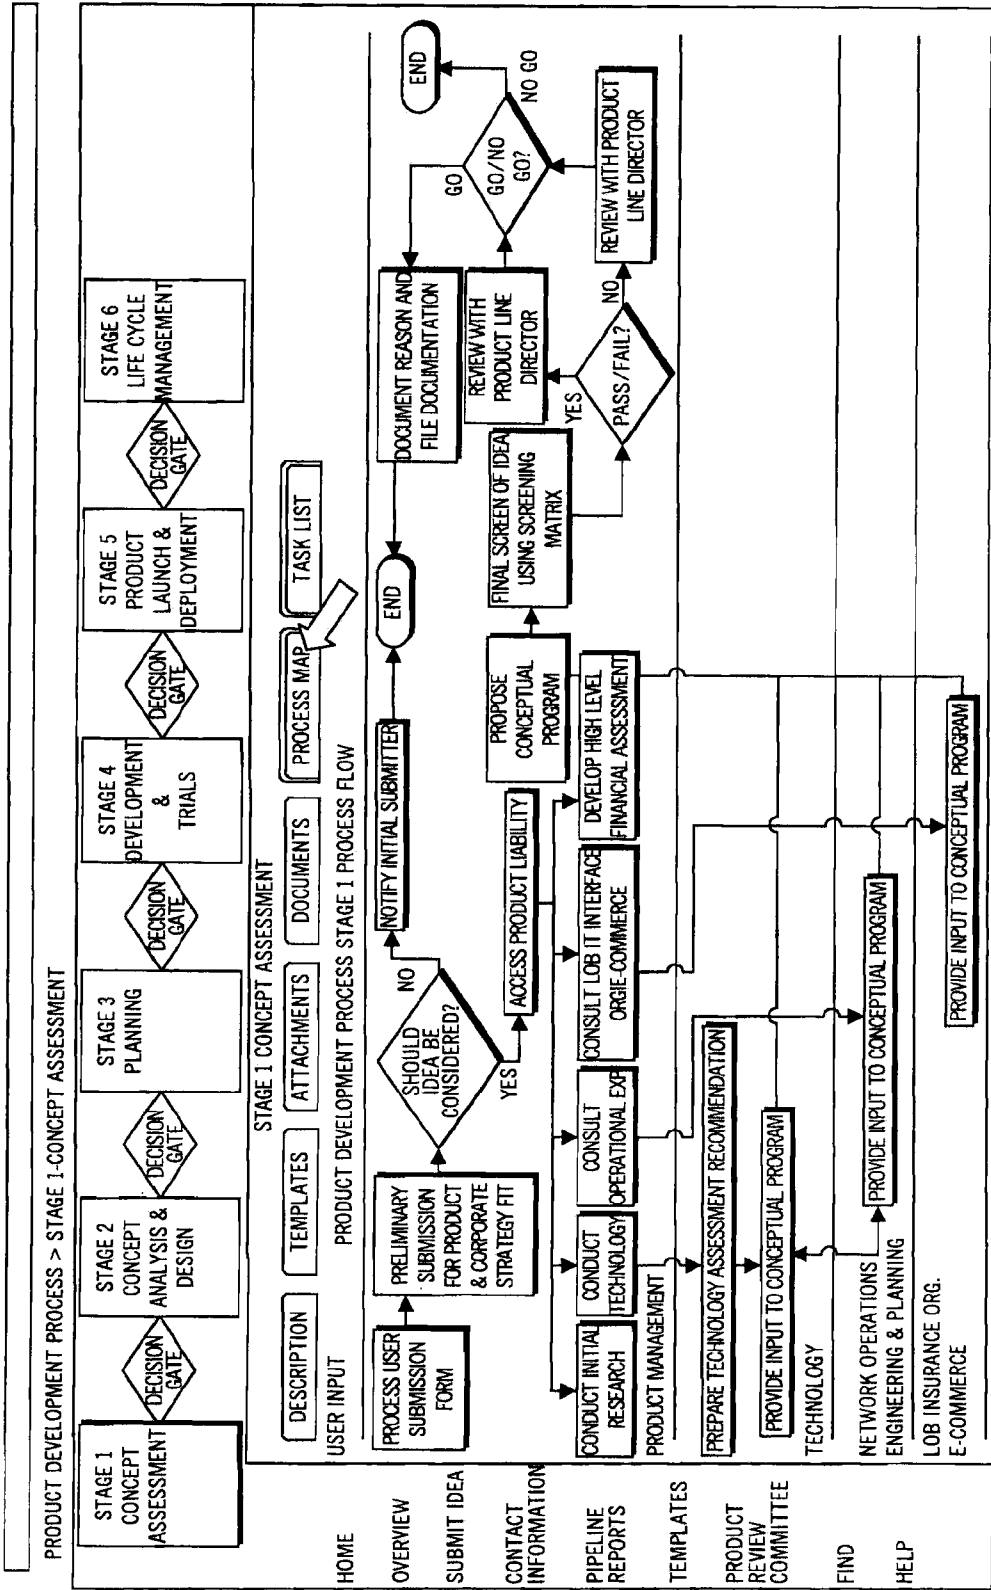 PRODUCT DEVELOPMENT PROCESS > STAGE 1-CONCEPT ASSESSMENT
STAGE 1
CONCEPT
ASSESSMENT
DECISION
GATE
STAGE 2
CONCEPT
ANALYSIS &
DESIGN
DECISION
GATE
STAGE 3
PLANNING
DECISION
GATE
STAGE 4
DEVELOPMENT
&
TRIALS
DECISION
GATE
STAGE 5
PRODUCT
LAUNCH &
DEPLOYMENT
DECISION
GATE
STAGE 6
LIFE CYCLE
MANAGEMENT
HOME
OVERVIEW
SUBMIT IDEA
CONTACT
INFORMATION
PIPELINE
REPORTS
TEMPLATES
PRODUCT
REVIEW
COMMITTEE
FIND
HELP
STAGE 1 CONCEPT ASSESSMENT
DESCRIPTION
TEMPLATES
ATTACHMENTS
DOCUMENTS
PROCESS MAP
TASK LIST
USER INPUT
PRODUCT DEVELOPMENT PROCESS STAGE 1 PROCESS FLOW
PROCESS USER
SUBMISSION
FORM
PRELIMINARY
SUBMISSION
FOR PRODUCT
& CORPORATE
STRATEGY FIT
SHOULD
IDEA BE
CONSIDERED?
NO
YES
NOTIFY INITIAL SUBMITTER
END
DOCUMENT REASON AND
FILE DOCUMENTATION
GO
GO/NO
GO?
NO GO
END
ACCESS PRODUCT LIABILITY
PROPOSE
CONCEPTUAL
PROGRAM
FINAL SCREEN OF IDEA
USING SCREENING
MATRIX
REVIEW WITH
PRODUCT LINE
DIRECTOR
YES
PASS/FAIL?
NO
REVIEW WITH PRODUCT
LINE DIRECTOR
CONDUCT INITIAL
RESEARCH
CONDUCT
TECHNOLOGY
CONSULT
OPERATIONAL EXP
CONSULT LOB IT INTERFACE
ORGIE-COMMERCE
DEVELOP HIGH LEVEL
FINANCIAL ASSESSMENT
PRODUCT MANAGEMENT
PREPARE TECHNOLOGY ASSESSMENT RECOMMENDATION
PROVIDE INPUT TO CONCEPTUAL PROGRAM
TECHNOLOGY
PROVIDE INPUT TO CONCEPTUAL PROGRAM
NETWORK OPERATIONS
ENGINEERING & PLANNING
PROVIDE INPUT TO CONCEPTUAL PROGRAM
LOB INSURANCE ORG.
E-COMMERCE